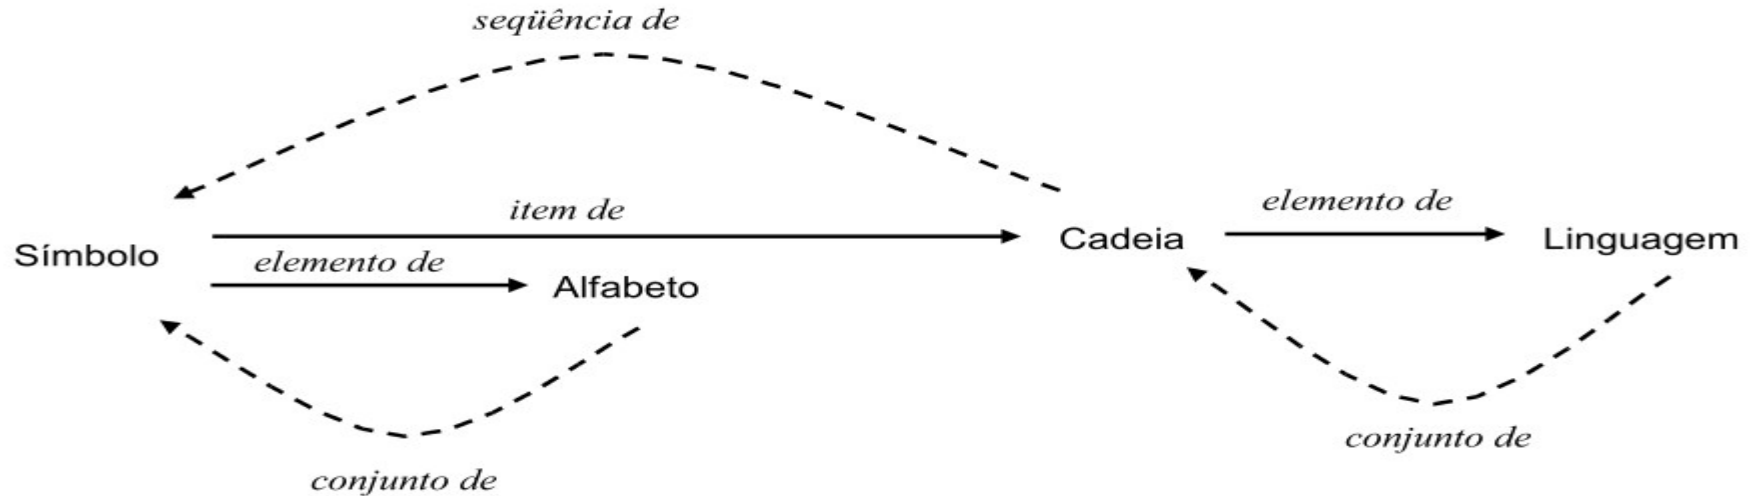 seqüência de
item de
elemento de
Símbolo
elemento de
Cadeia
Linguagem
Alfabeto
conjunto de
conjunto de